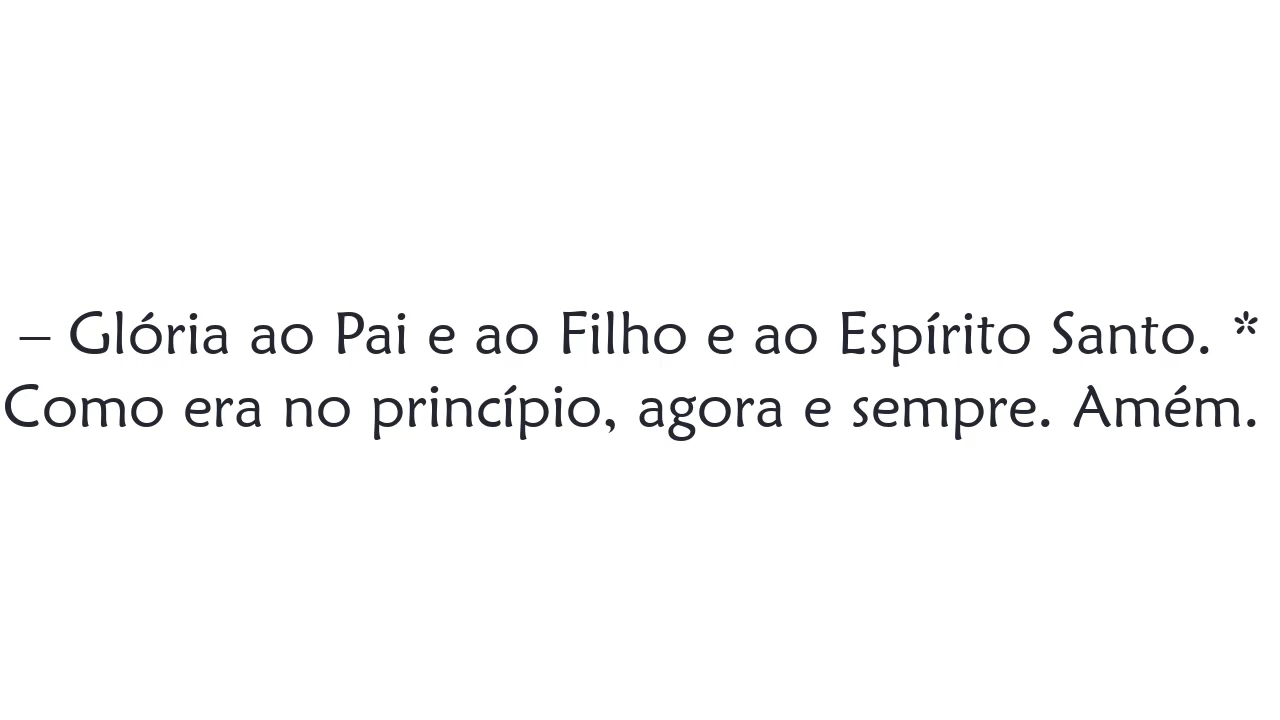 – Glória ao Pai e ao Filho e ao Espírito Santo. *
Como era no princípio, agora e sempre. Amém.